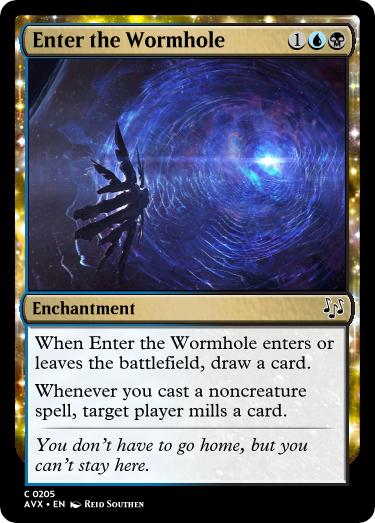 Enter the Wormhole 1
Enchantment
When Enter the Wormhole enters or
leaves the battlefield, draw a card.
Whenever you cast a noncreature
spell, target player mills a card.
You don't have to go home, but you
can't stay here.
C 0205
AVX • EN Reid Southen